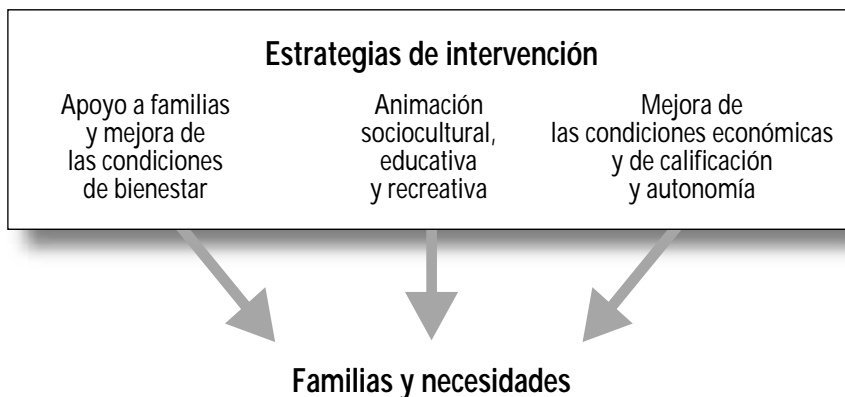 Estrategias de intervención
Apoyo a familias
y mejora de
las condiciones
de bienestar
Animación
sociocultural,
educativa
y recreativa
Mejora de
las condiciones económicas
y de calificación
y autonomía
Familias y necesidades